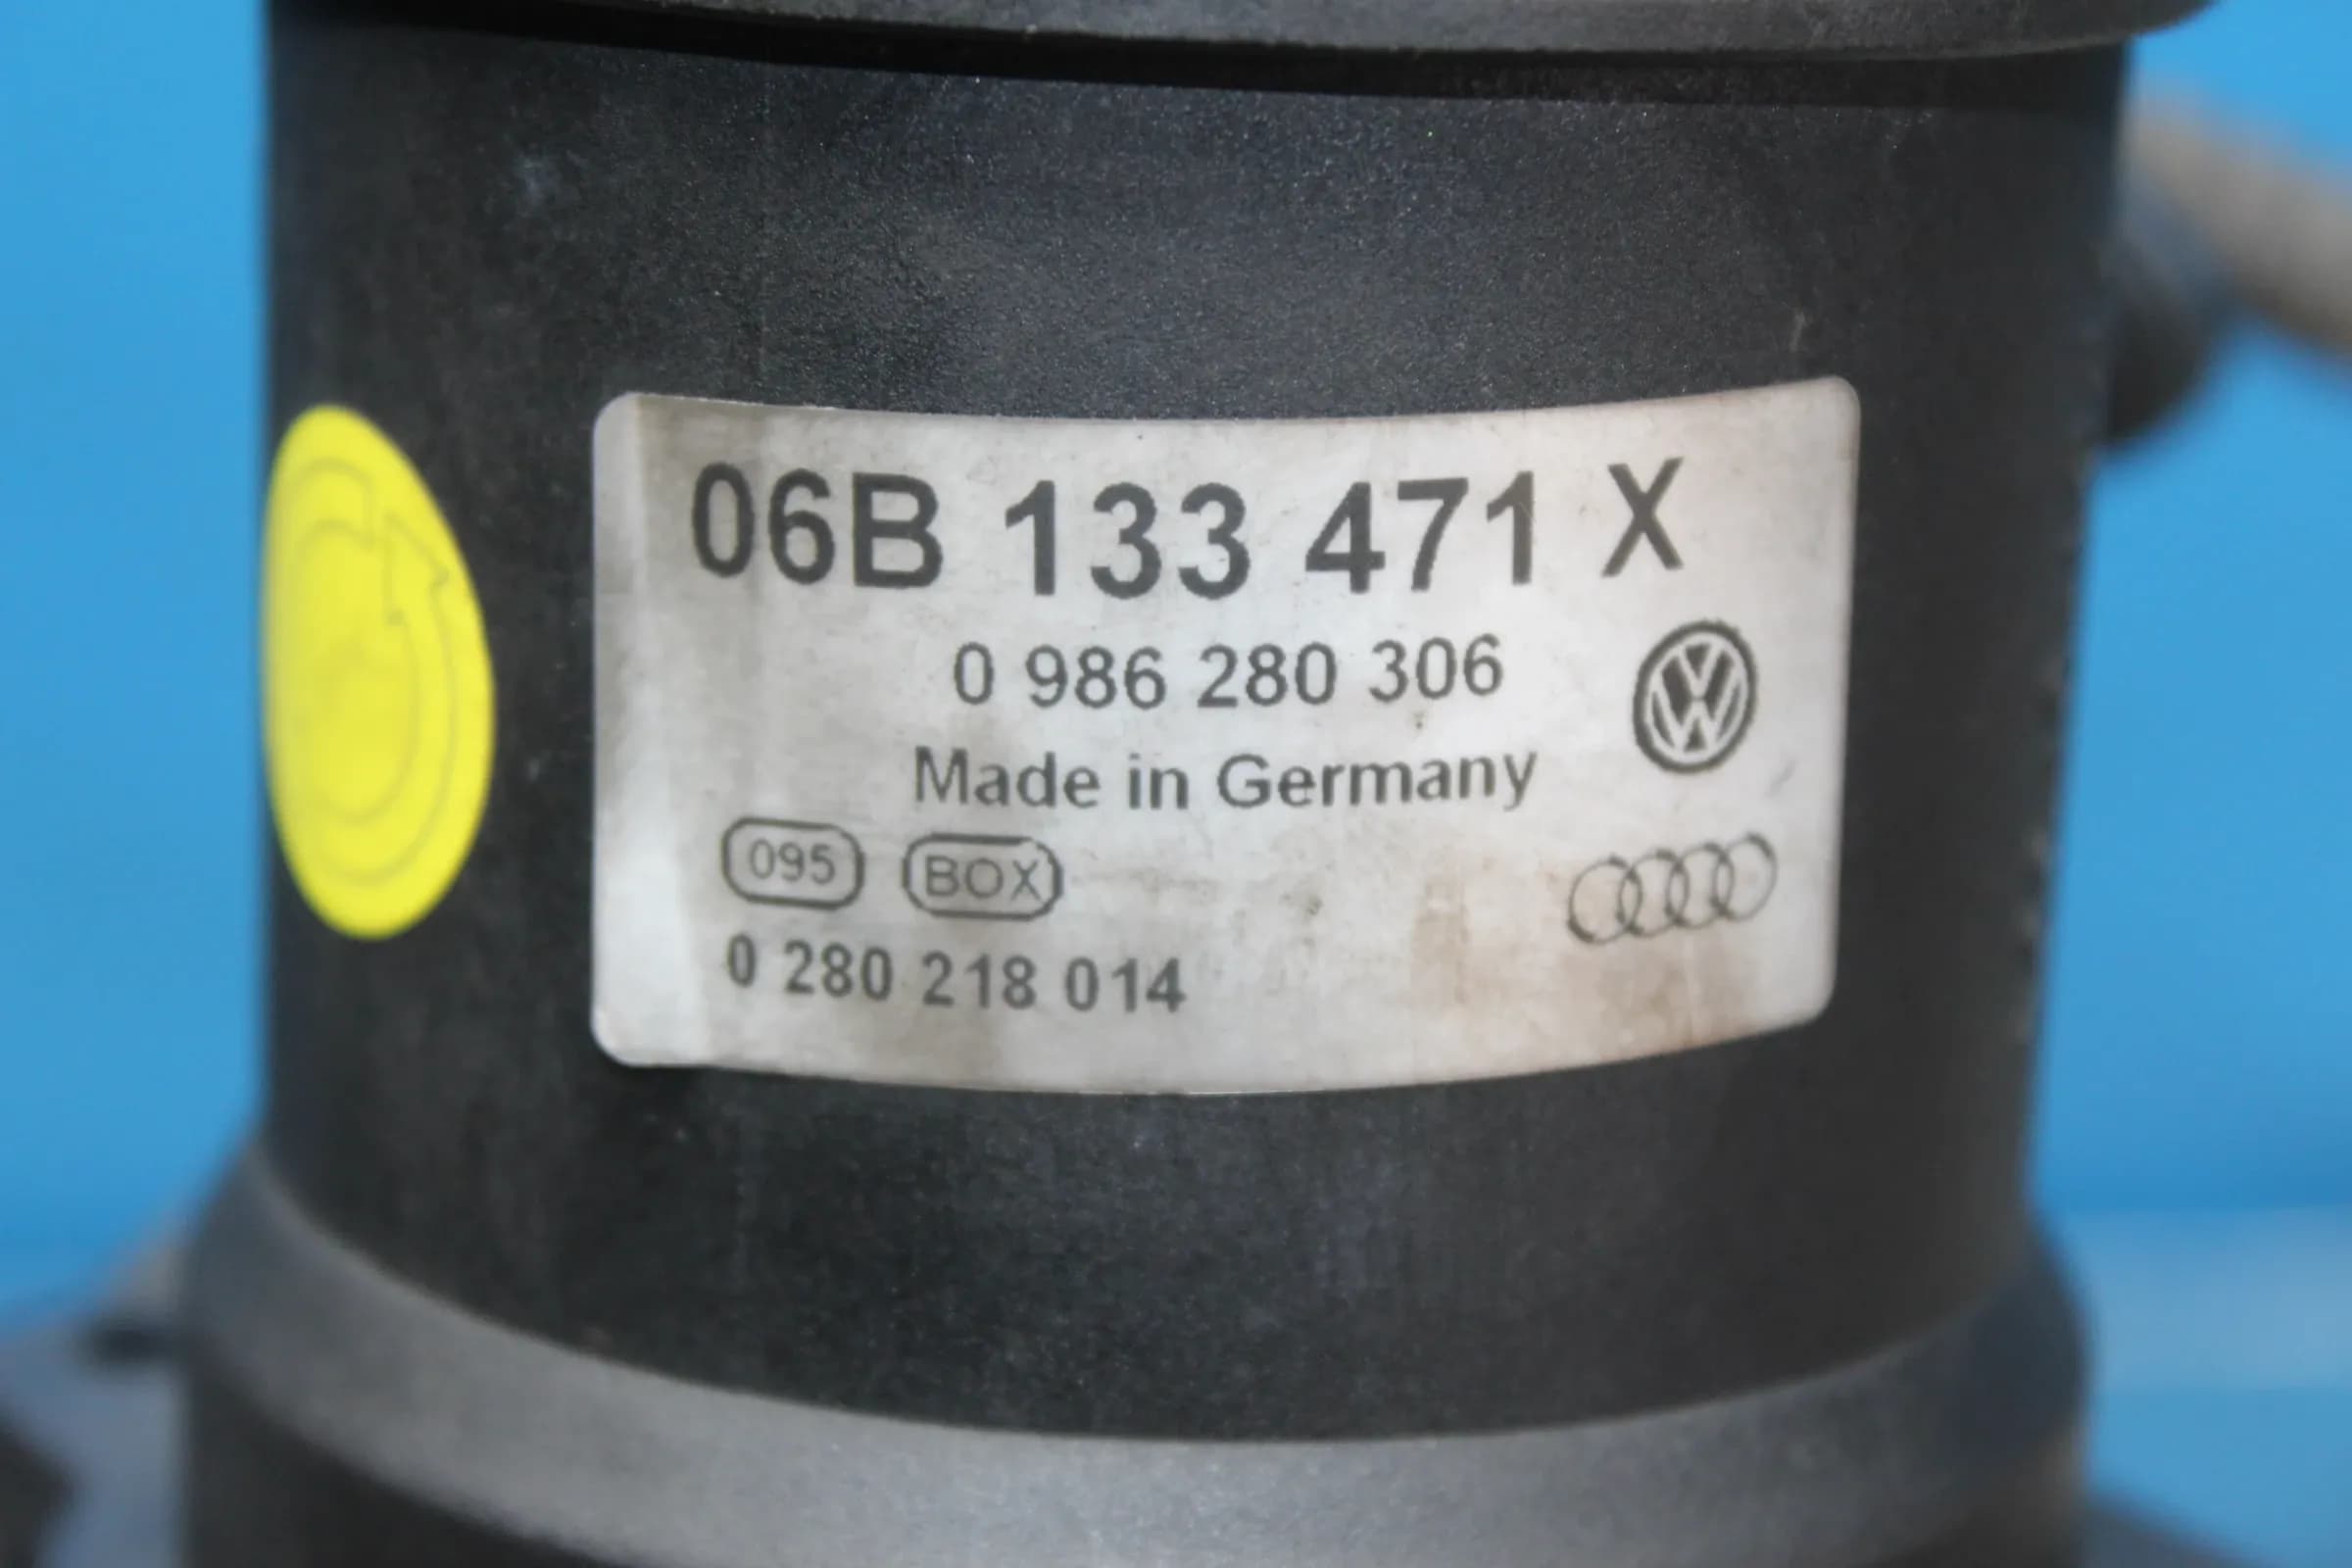 06B 133 471 X
0 986 280 306
Made in Germany
095 BOX
0 280 218 014